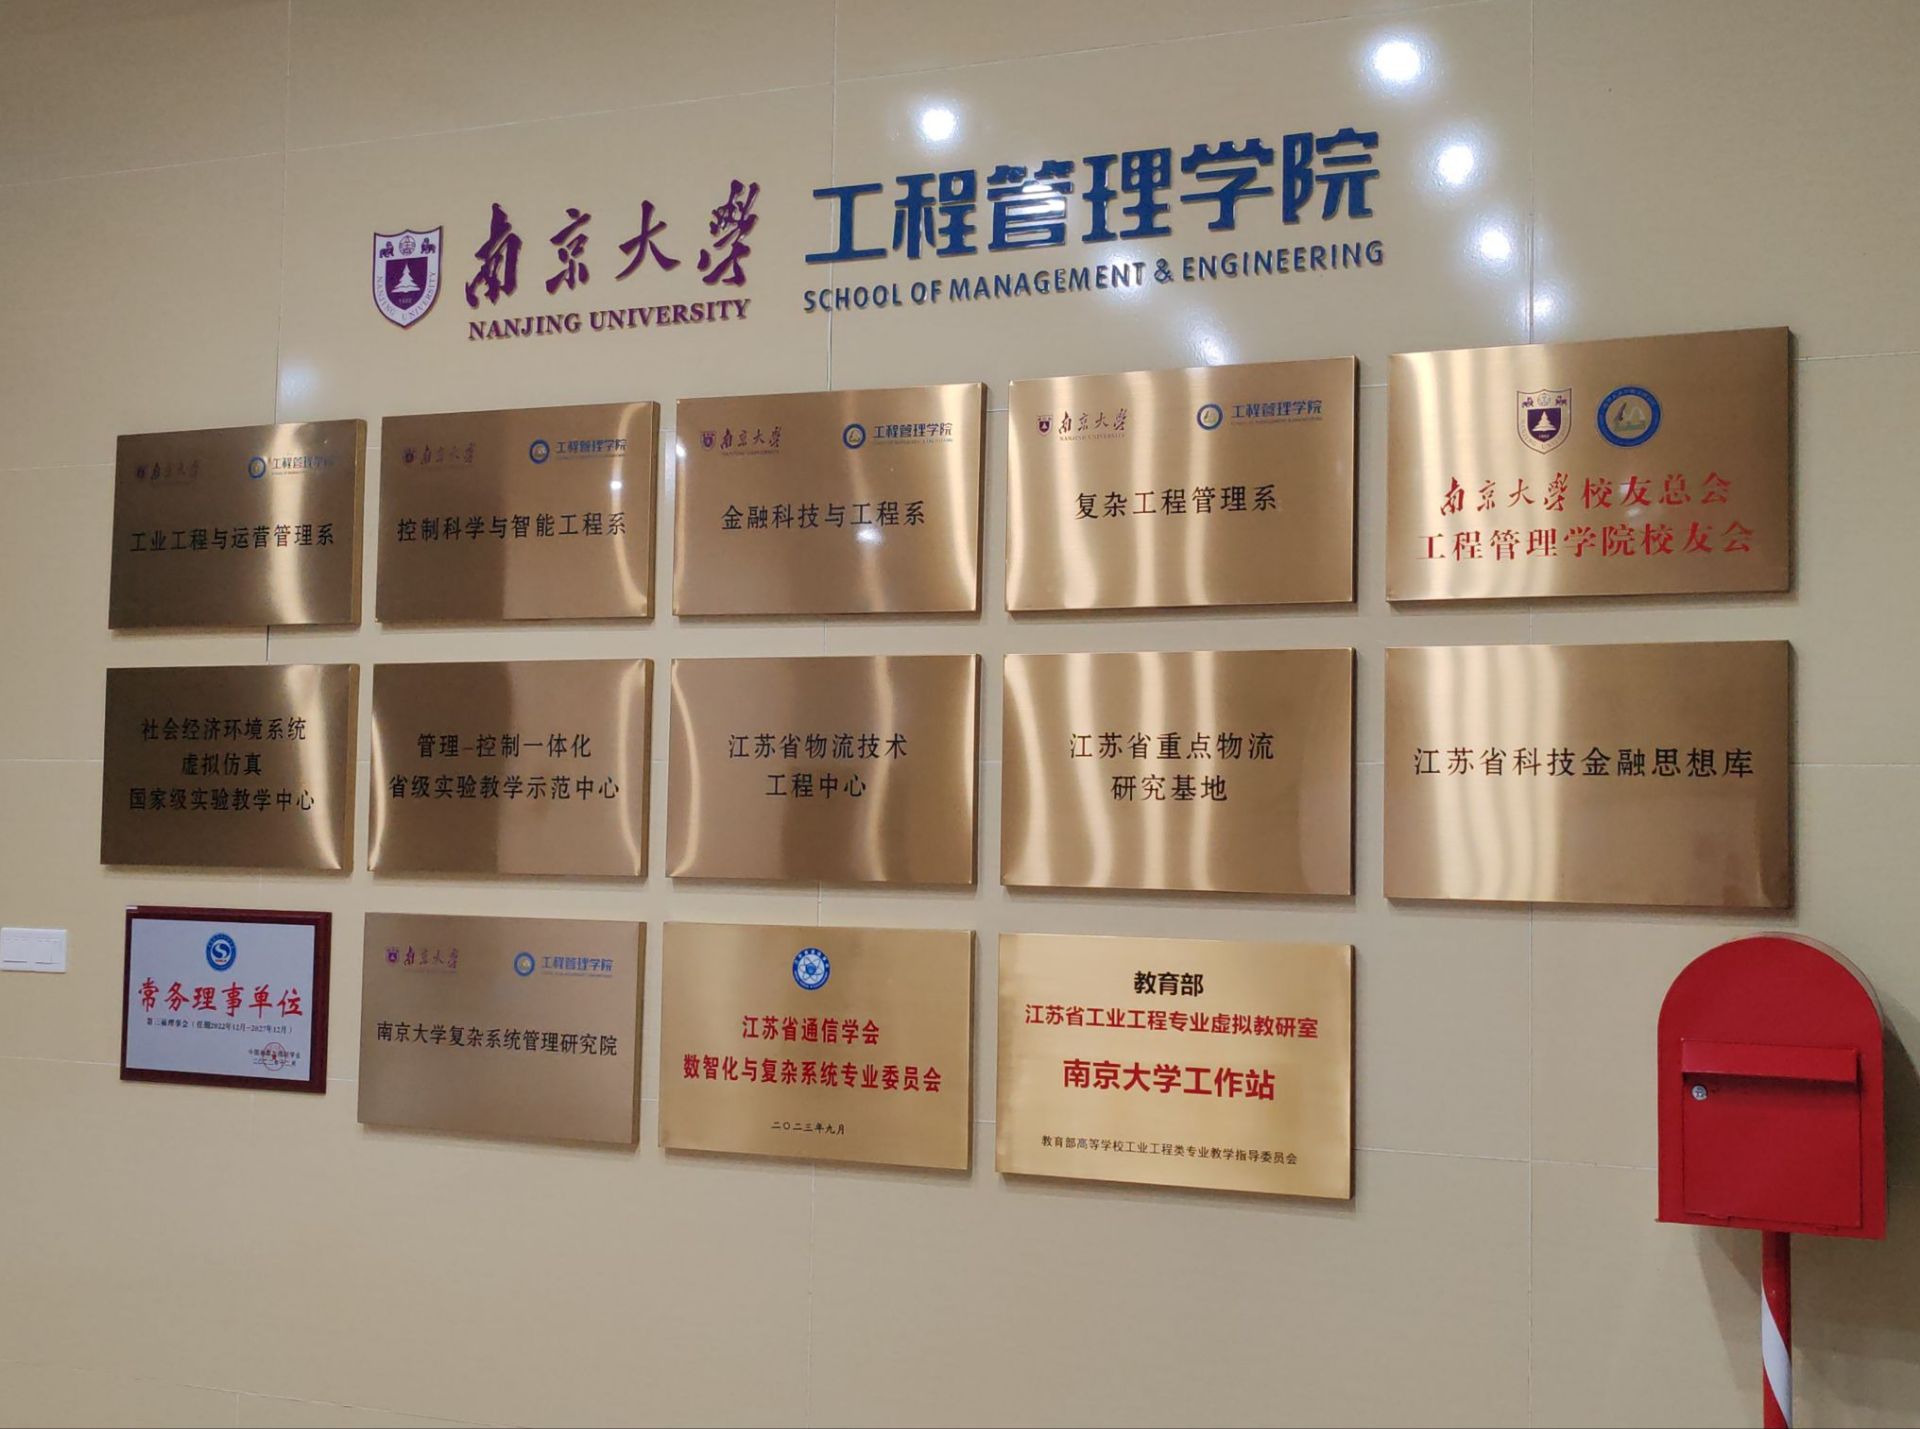 南京大學
NANJING UNIVERSITY
工程管理学院
SCHOOL OF MANAGEMENT & ENGINEERING
NANJING UNIVERSITY
1902
南京大學
工程管理学院
工业工程与运营管理系
南京大學
工程管理学院
控制科学与智能工程系
南京大學
NANJING UNIVERSITY
工程管理学院
金融科技与工程系
南京大學
NANJING UNIVERSITY
工程管理学院
复杂工程管理系
南京大學校友总会
工程管理学院校友会
社会经济环境系统
虚拟仿真
国家级实验教学中心
管理-控制一体化
省级实验教学示范中心
江苏省物流技术
工程中心
江苏省重点物流
研究基地
江苏省科技金融思想库
常务理事单位
第三届理事会（任期2022年12月-2027年12月）
二〇二二年十二月
南京大學
工程管理学院
南京大学复杂系统管理研究院
江苏省通信学会
数智化与复杂系统专业委员会
二〇二三年九月
教育部
江苏省工业工程专业虚拟教研室
南京大学工作站
教育部高等学校工业工程类专业教学指导委员会